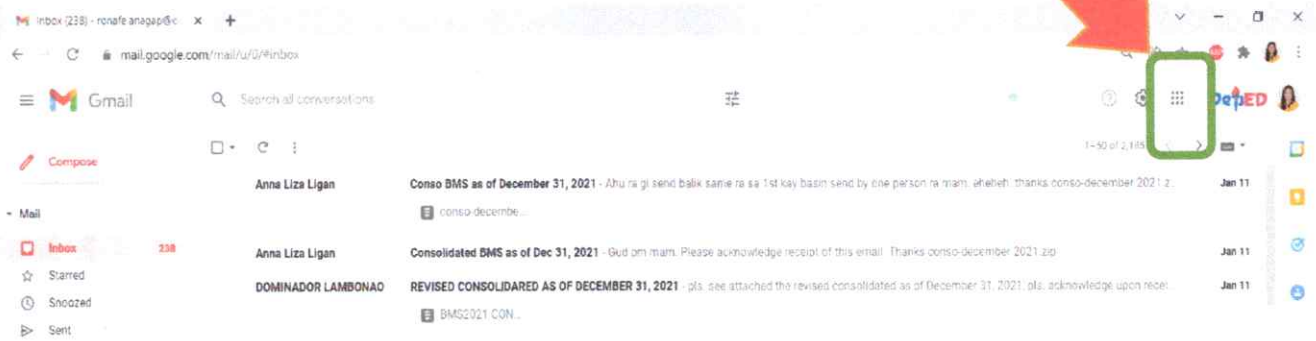 Inbox (238) - ronafe.anagap@d
mail.google.com/mail/u/0/#inbox
Gmail
Search all conversations
DepED
1-50 of 2,185
Compose
Anna Liza Ligan Conso BMS as of December 31, 2021 - Ahu ra gi send balik same ra sa 1st kay basin send by one person ra mam. eheheh. thanks conso-december 2021.z... Jan 11
conso-decembe...
Mail
Inbox 238
Anna Liza Ligan Consolidated BMS as of Dec 31, 2021 - Gud pm mam. Please acknowledge receipt of this email. Thanks conso-december 2021.zip Jan 11
Starred
DOMINADOR LAMBONAO REVISED CONSOLIDARED AS OF DECEMBER 31, 2021 - pls. see attached the revised consolidated as of December 31, 2021. pls. acknowledge upon recei... Jan 11
Snoozed
BMS2021 CON...
Sent